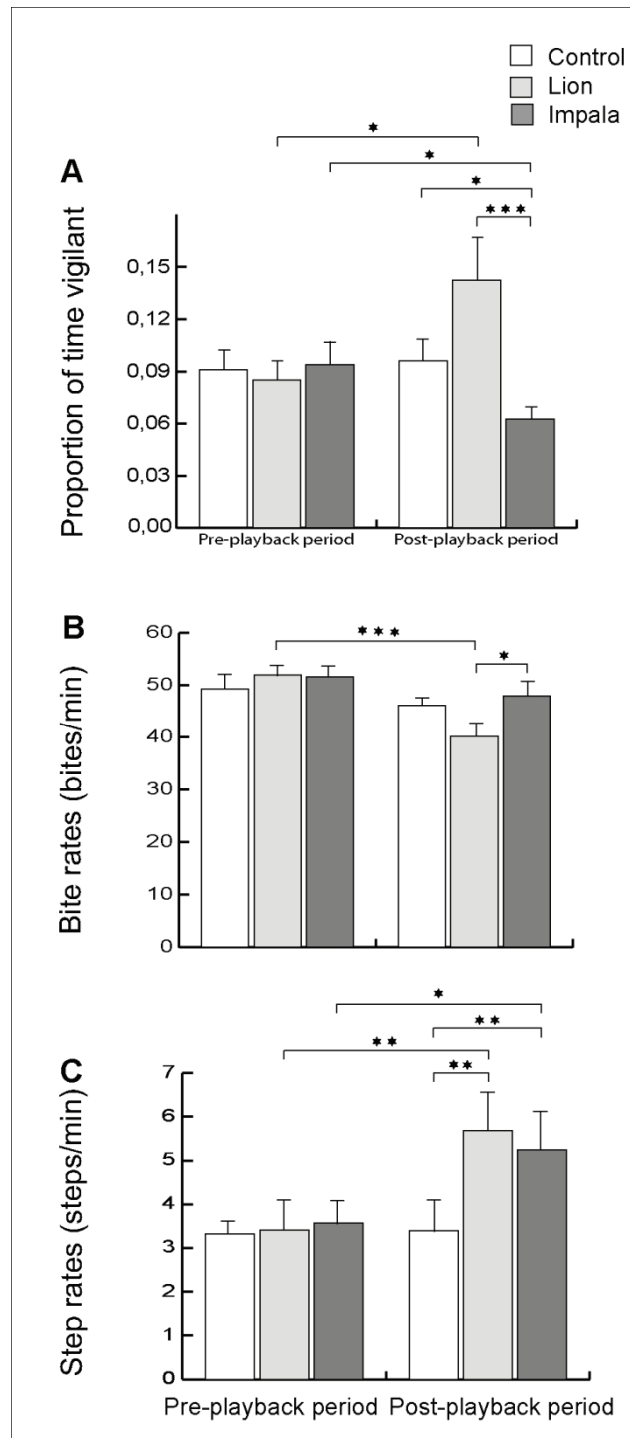 Control
Lion
Impala
*
*
A
*
***
Proportion of time vigilant
0,15
0,12
0,09
0,06
0,03
0,00
Pre-playback period Post-playback period
B
60
***
*
50
40
30
20
10
0
Bite rates (bites/min)
*
**
**
C
**
7
6
5
4
3
2
1
0
Step rates (steps/min)
Pre-playback period Post-playback period